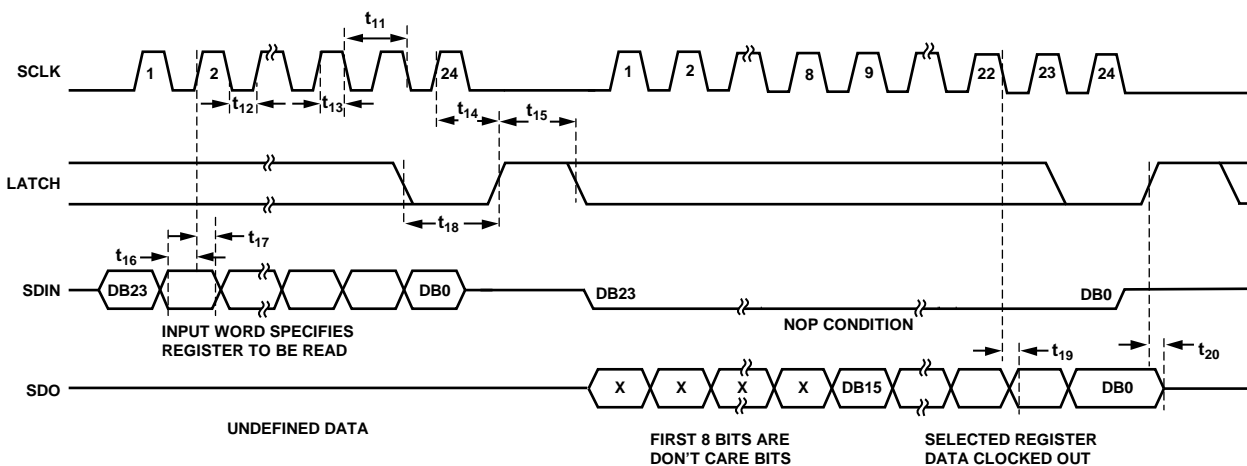 t11
SCLK
1
2
24
1
2
8
9
22
23
24
t12
t13
t14
t15
LATCH
t18
t17
t16
SDIN
DB23
DB0
DB23
DB0
NOP CONDITION
INPUT WORD SPECIFIES
REGISTER TO BE READ
t19
t20
SDO
X
X
X
X
DB15
DB0
UNDEFINED DATA
FIRST 8 BITS ARE
DON'T CARE BITS
SELECTED REGISTER
DATA CLOCKED OUT